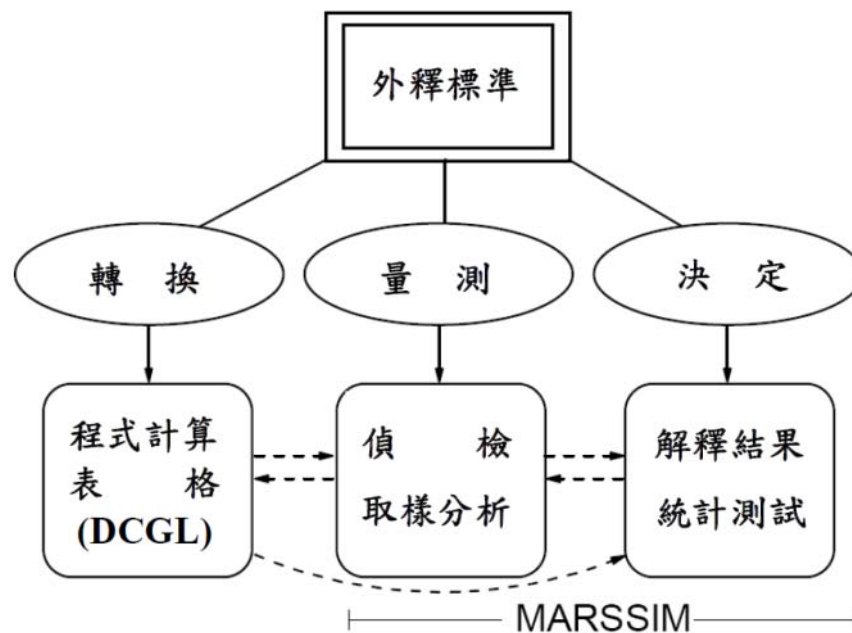 外釋標準
轉 換
量 測
決 定
程式計算
表 格
(DCGL)
偵 檢
取樣分析
解釋結果
統計測試
MARSSIM